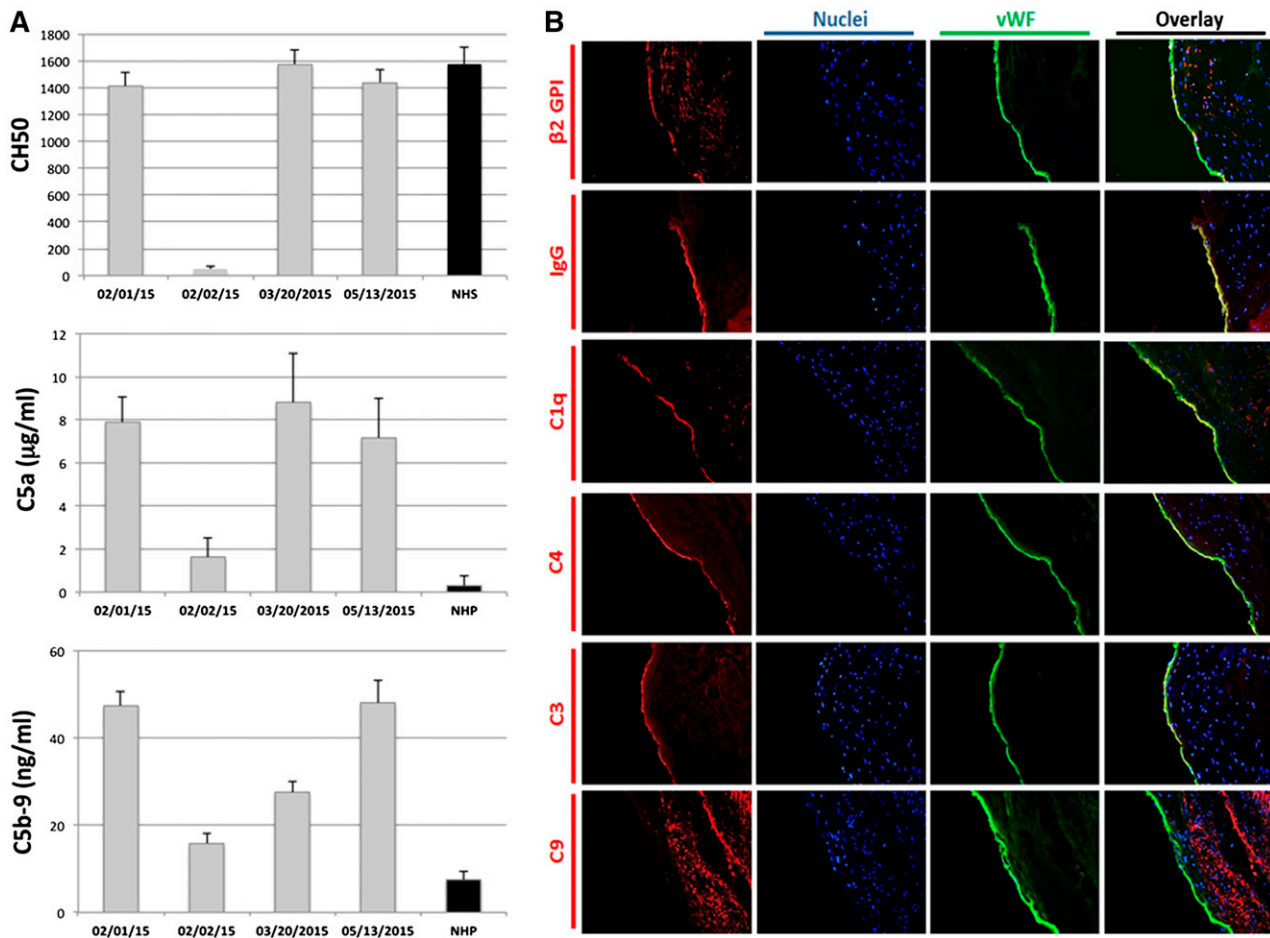 A
CH50
1800
1600
1400
1200
1000
800
600
400
200
0
02/01/15 02/02/15 03/20/2015 05/13/2015 NHS
C5a (μg/ml)
12
10
8
6
4
2
0
02/01/15 02/02/15 03/20/2015 05/13/2015 NHP
C5b-9 (ng/ml)
60
40
20
0
02/01/15 02/02/15 03/20/2015 05/13/2015 NHP
B
Nuclei vWF Overlay
β2 GPI
IgG
C1q
C4
C3
C9